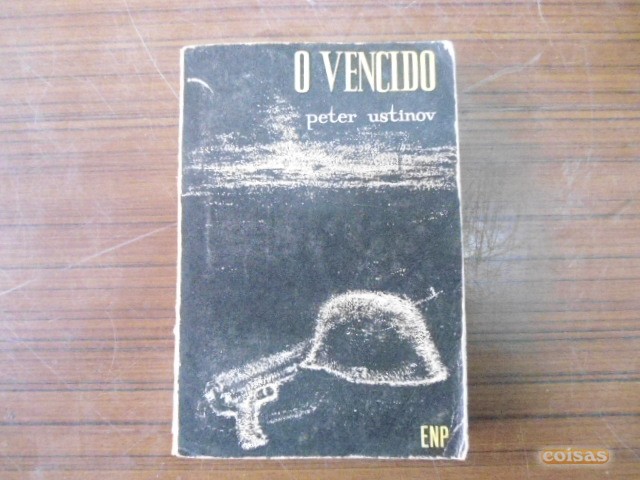 O VENCIDO
peter ustinov
ENP
coisas